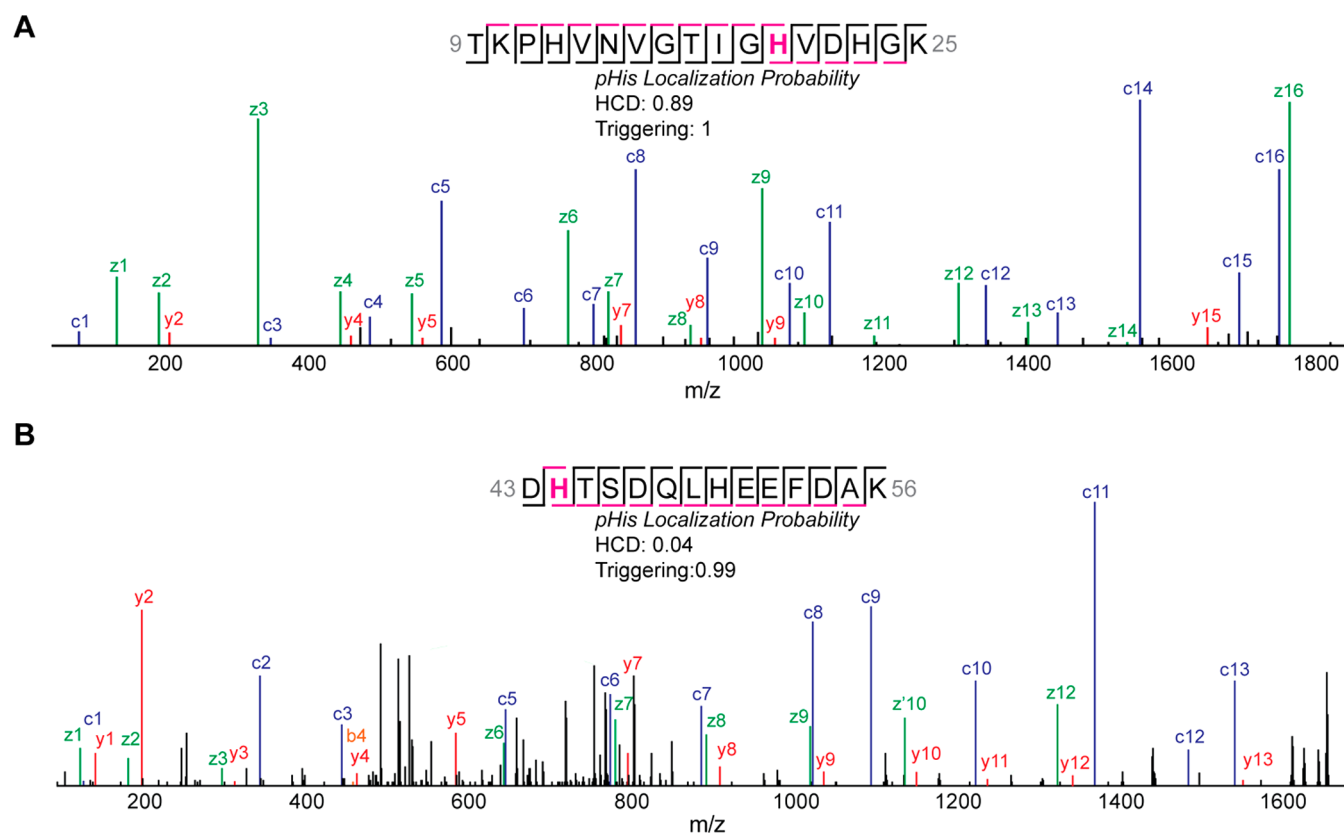 A
9 TKPHVNVGTIGHVDHGK 25
pHis Localization Probability
HCD: 0.89
Triggering: 1
c1 z1 z2 y2 z3 c3 z4 y4 c4 z5 y5 c5 c6 z6 c7 z7 y7 c8 z8 y8 c9 z9 y9 c10 z10 c11 z11 z12 c12 z13 c13 z14 c14 y15 c15 c16 z16
200 400 600 800 1000 1200 1400 1600 1800
m/z
B
43 DHTSDQLHEEFDAK 56
pHis Localization Probability
HCD: 0.04
Triggering:0.99
z1 c1 y1 z2 y2 z3 y3 c2 c3 b4 y4 y5 z6 c5 c6 z7 y7 c7 z8 y8 z9 c8 y9 c9 z'10 y10 c10 y11 z12 y12 c11 c12 c13 y13
200 400 600 800 1000 1200 1400 1600
m/z